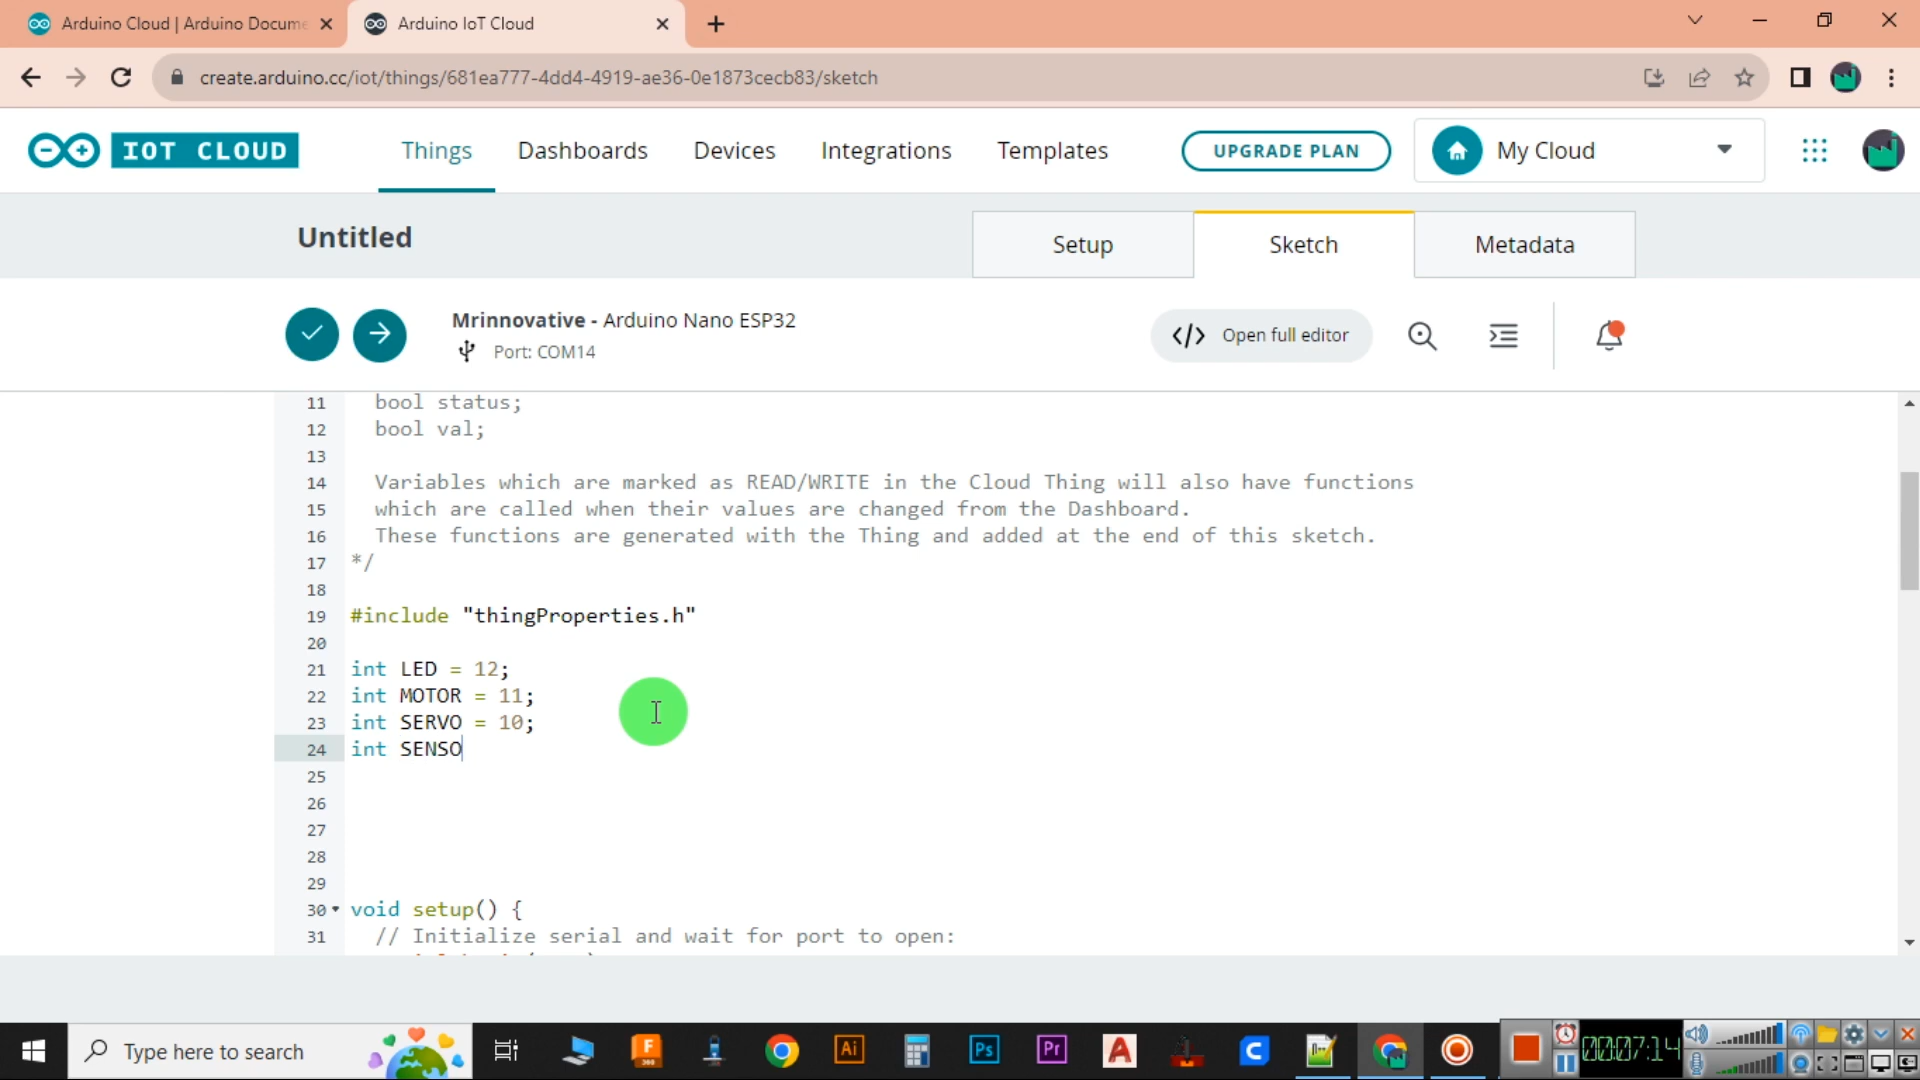 Arduino Cloud | Arduino Docume
Arduino IoT Cloud
create.arduino.cc/iot/things/681ea777-4dd4-4919-ae36-0e1873cecb83/sketch
IOT CLOUD
Things
Dashboards
Devices
Integrations
Templates
UPGRADE PLAN
My Cloud
Untitled
Setup
Sketch
Metadata
Mrinnovative - Arduino Nano ESP32
Port: COM14
</> Open full editor
11 bool status;
12 bool val;
13
14 Variables which are marked as READ/WRITE in the Cloud Thing will also have functions
15 which are called when their values are changed from the Dashboard.
16 These functions are generated with the Thing and added at the end of this sketch.
17 */
18
19 #include "thingProperties.h"
20
21 int LED = 12;
22 int MOTOR = 11;
23 int SERVO = 10;
24 int SENSO
25
26
27
28
29
30 void setup() {
31 // Initialize serial and wait for port to open:
Type here to search
F
360
Ai
Ps
Pr
A
C
00:07:14